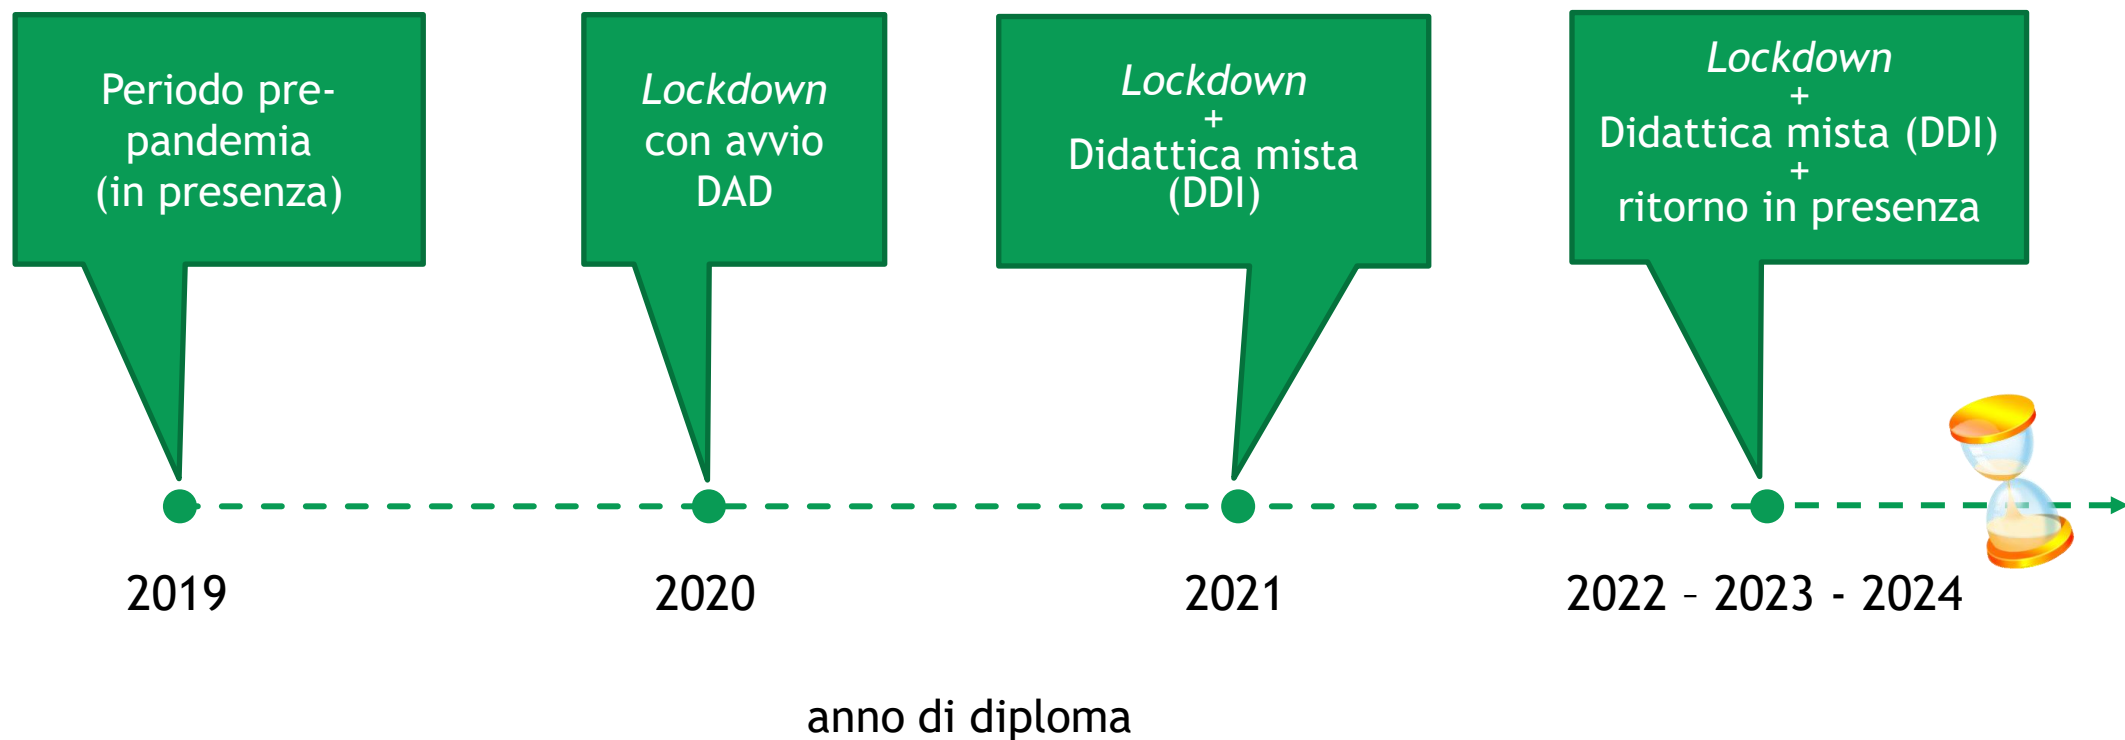 Periodo pre-
pandemia
(in presenza)
Lockdown
con avvio
DAD
Lockdown
+
Didattica mista
(DDI)
Lockdown
+
Didattica mista (DDI)
+
ritorno in presenza
2019
2020
2021
2022 – 2023 - 2024
anno di diploma